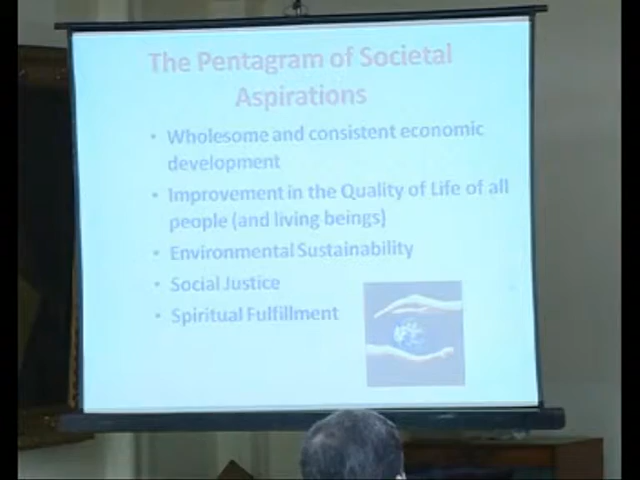 The Pentagram of Societal
Aspirations
• Wholesome and consistent economic
development
• Improvement in the Quality of Life of all
people (and living beings)
• Environmental Sustainability
• Social Justice
• Spiritual Fulfillment